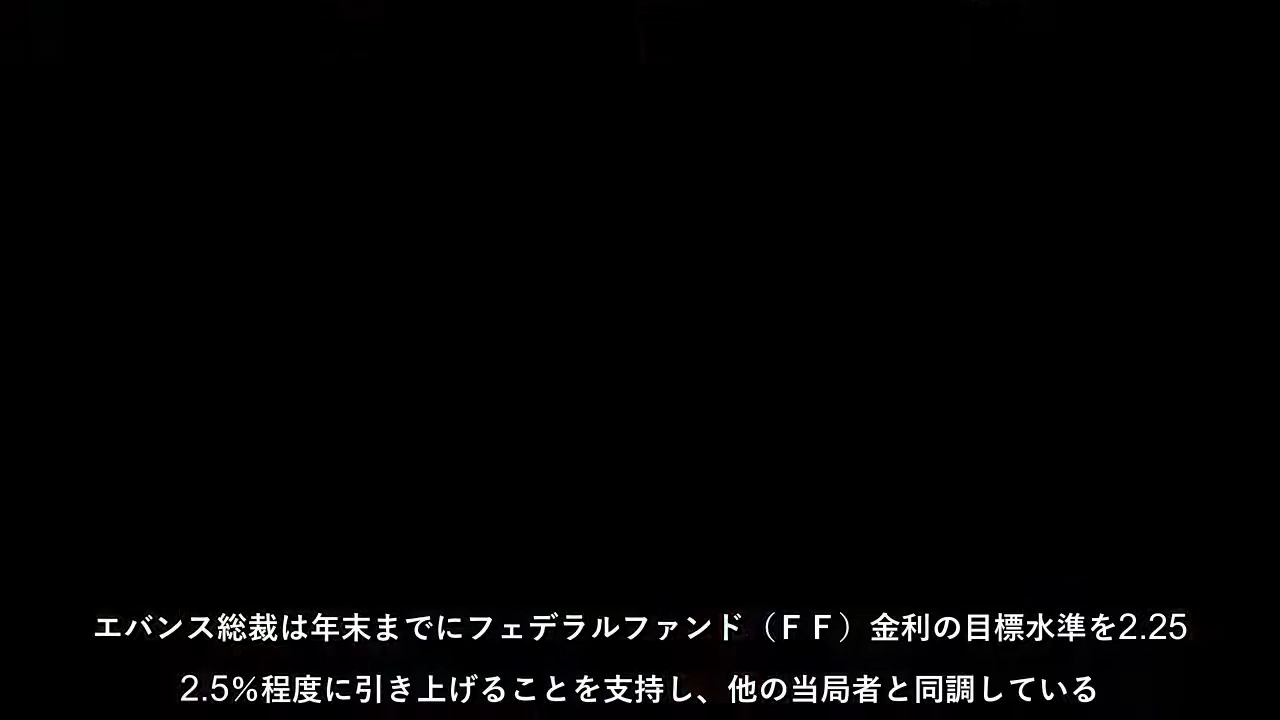 エバンス総裁は年末までにフェデラルファンド（ＦＦ）金利の目標水準を2.25
2.5%程度に引き上げることを支持し、他の当局者と同調している